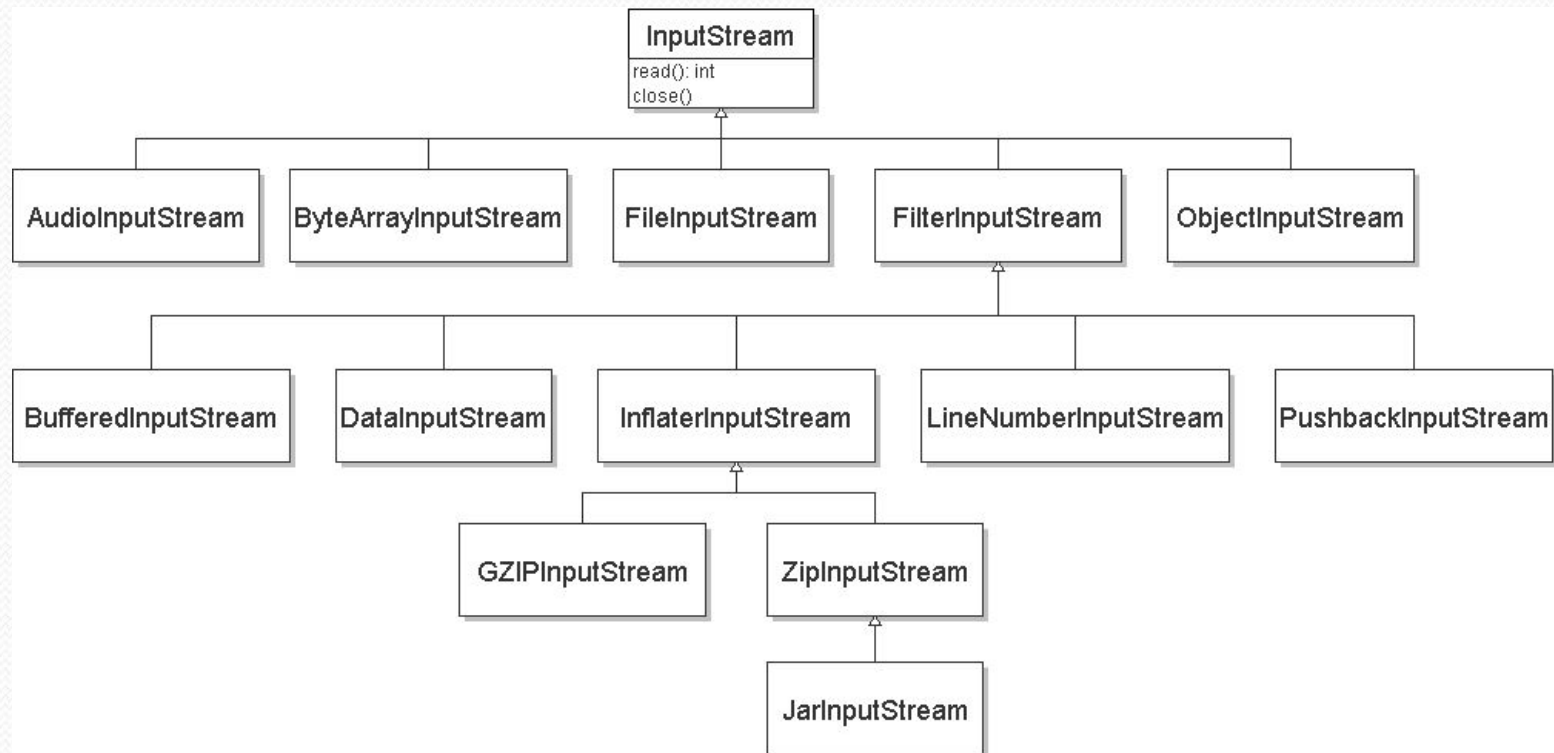 InputStream
read(): int
close()
AudioInputStream
ByteArrayInputStream
FileInputStream
FilterInputStream
ObjectInputStream
BufferedInputStream
DataInputStream
InflaterInputStream
LineNumberInputStream
PushbackInputStream
GZIPInputStream
ZipInputStream
JarInputStream